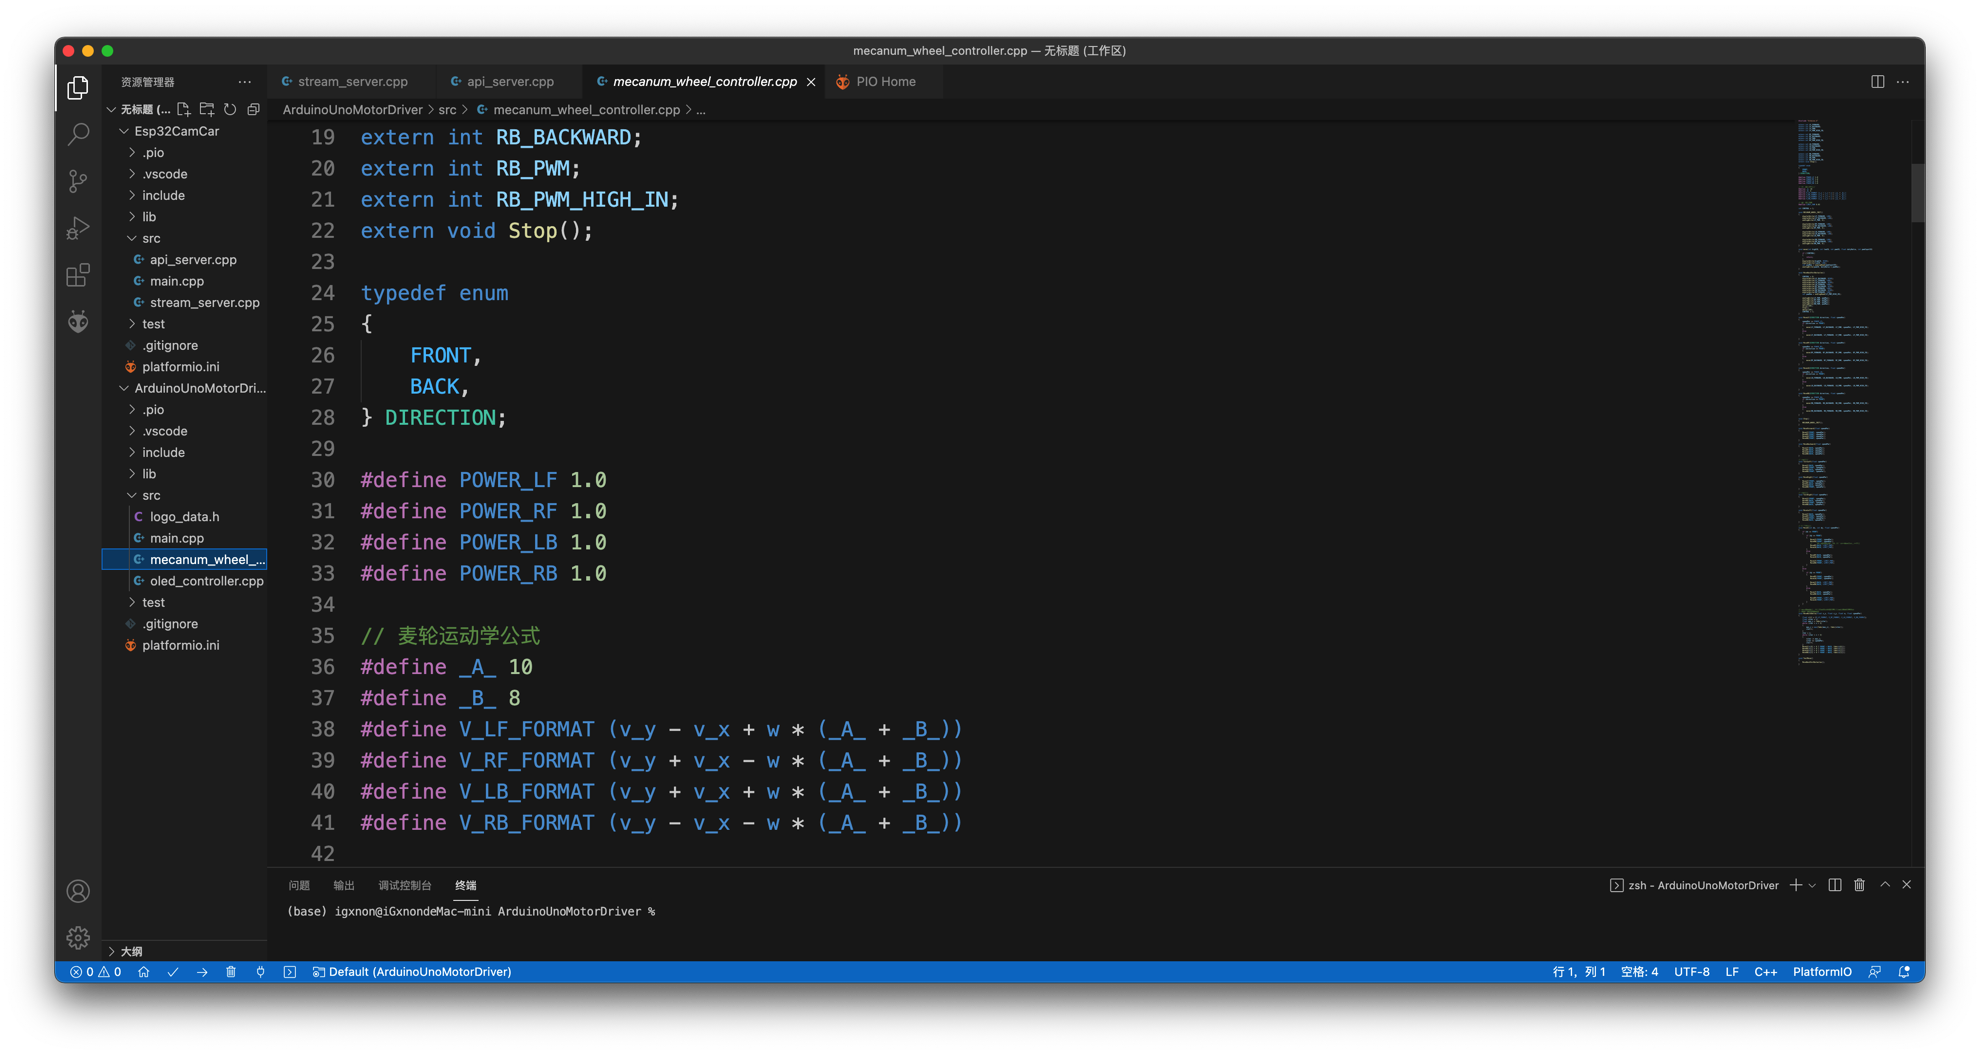 mecanum_wheel_controller.cpp — 无标题 (工作区)
资源管理器
stream_server.cpp
api_server.cpp
mecanum_wheel_controller.cpp
PIO Home
无标题 (...
Esp32CamCar
.pio
.vscode
include
lib
src
api_server.cpp
main.cpp
stream_server.cpp
test
.gitignore
platformio.ini
ArduinoUnoMotorDri...
.pio
.vscode
include
lib
src
logo_data.h
main.cpp
mecanum_wheel_...
oled_controller.cpp
test
.gitignore
platformio.ini
大纲
ArduinoUnoMotorDriver > src > mecanum_wheel_controller.cpp > ...
19 extern int RB_BACKWARD;
20 extern int RB_PWM;
21 extern int RB_PWM_HIGH_IN;
22 extern void Stop();
23
24 typedef enum
25 {
26 FRONT,
27 BACK,
28 } DIRECTION;
29
30 #define POWER_LF 1.0
31 #define POWER_RF 1.0
32 #define POWER_LB 1.0
33 #define POWER_RB 1.0
34
35 // 麦轮运动学公式
36 #define _A_ 10
37 #define _B_ 8
38 #define V_LF_FORMAT (v_y - v_x + w * (_A_ + _B_))
39 #define V_RF_FORMAT (v_y + v_x - w * (_A_ + _B_))
40 #define V_LB_FORMAT (v_y + v_x + w * (_A_ + _B_))
41 #define V_RB_FORMAT (v_y - v_x - w * (_A_ + _B_))
42
问题 输出 调试控制台 终端
zsh - ArduinoUnoMotorDriver
(base) igxnon@iGxnondeMac-mini ArduinoUnoMotorDriver %
0 0 Default (ArduinoUnoMotorDriver)
行 1，列 1 空格: 4 UTF-8 LF C++ PlatformIO